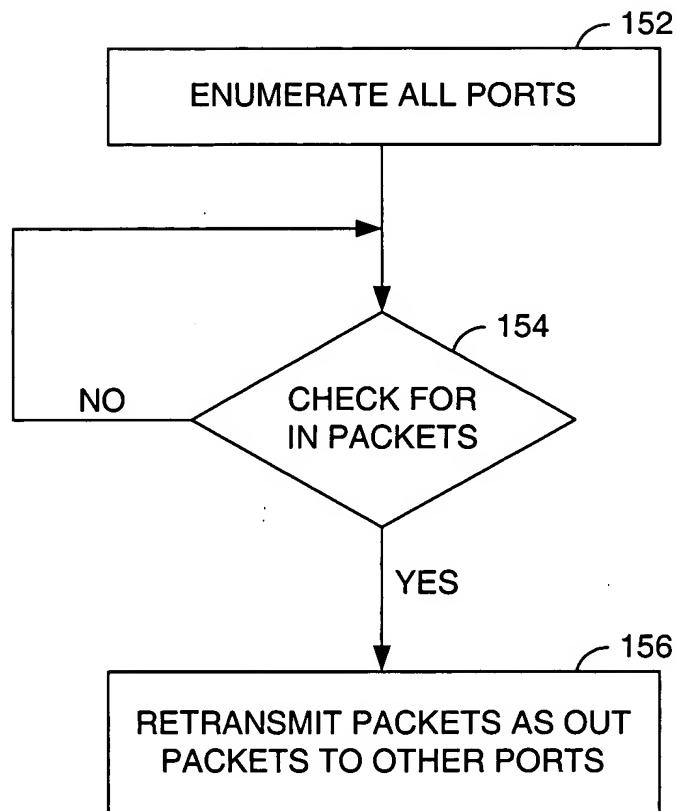 152
ENUMERATE ALL PORTS
154
CHECK FOR
IN PACKETS
NO
YES
156
RETRANSMIT PACKETS AS OUT
PACKETS TO OTHER PORTS